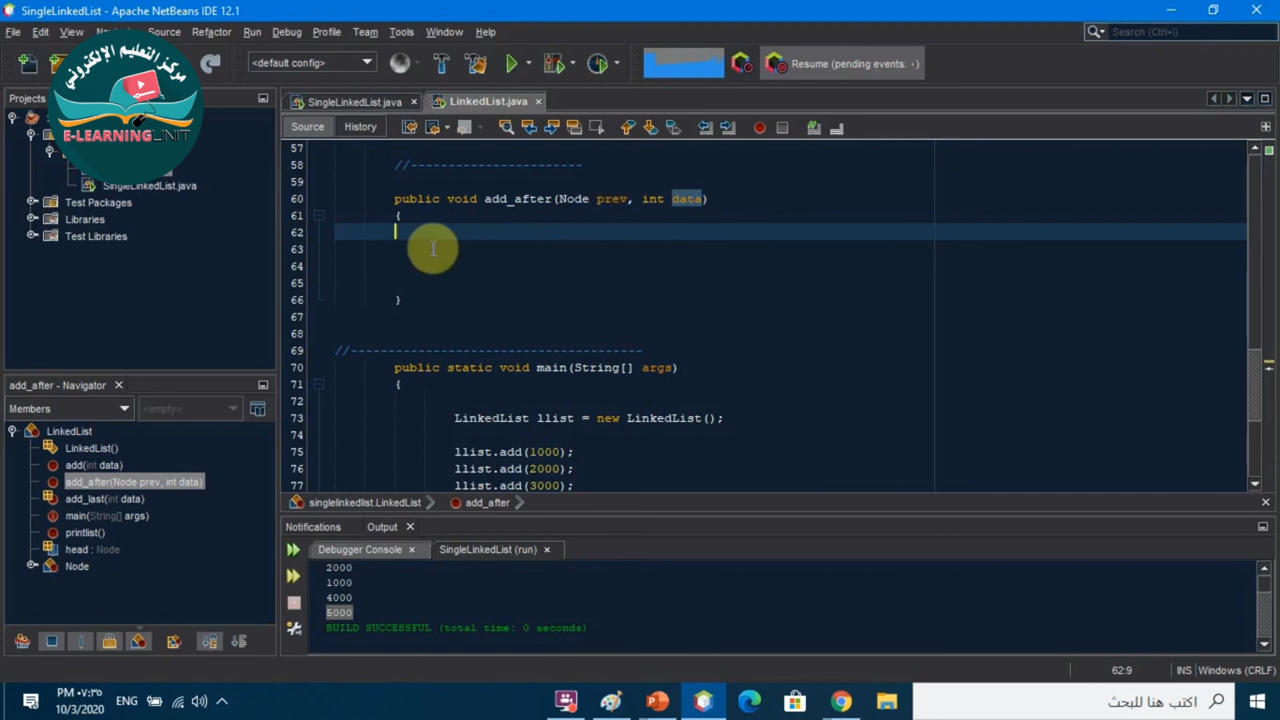 SingleLinkedList - Apache NetBeans IDE 12.1
File Edit View Source Refactor Run Debug Profile Team Tools Window Help
Search (Ctrl+I)
مركز التعليم الإلكتروني
E-LEARNING UNIT
<default config>
Resume (pending events: ٠)
Projects
SingleLinkedList.java
Test Packages
Libraries
Test Libraries
SingleLinkedList.java LinkedList.java
Source History
57
58 //-----------------------
59
60 public void add_after(Node prev, int data)
61 {
62
63
64
65
66 }
67
68
69 //---------------------------------------
70 public static void main(String[] args)
71 {
72
73 LinkedList llist = new LinkedList();
74
75 llist.add(1000);
76 llist.add(2000);
77 llist.add(3000);
singlelinkedlist.LinkedList add_after
add_after - Navigator
Members
<empty>
LinkedList
LinkedList()
add(int data)
add_after(Node prev, int data)
add_last(int data)
main(String[] args)
printlist()
head : Node
Node
Notifications Output
Debugger Console SingleLinkedList (run)
2000
1000
4000
5000
BUILD SUCCESSFUL (total time: 0 seconds)
62:9 INS Windows (CRLF)
PM ٠٧:٣٥
10/3/2020
ENG
اكتب هنا للبحث